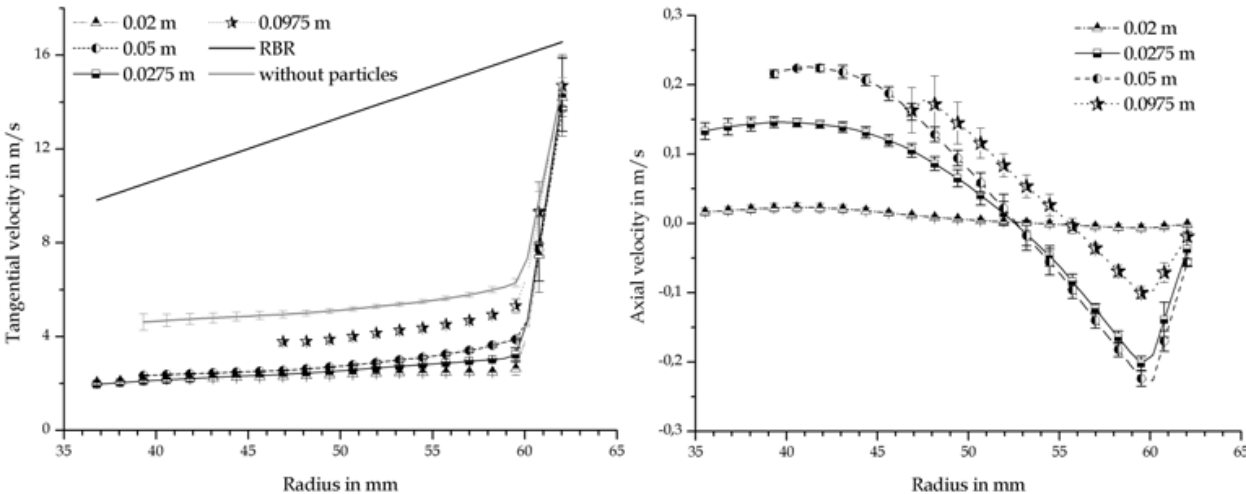 0.02 m
0.0975 m
0.05 m
RBR
0.0275 m
without particles
Tangential velocity in m/s
16
12
8
4
0
35
40
45
50
55
60
65
Radius in mm
0.02 m
0.0275 m
0.05 m
0.0975 m
Axial velocity in m/s
0,3
0,2
0,1
0,0
-0,1
-0,2
-0,3
35
40
45
50
55
60
65
Radius in mm